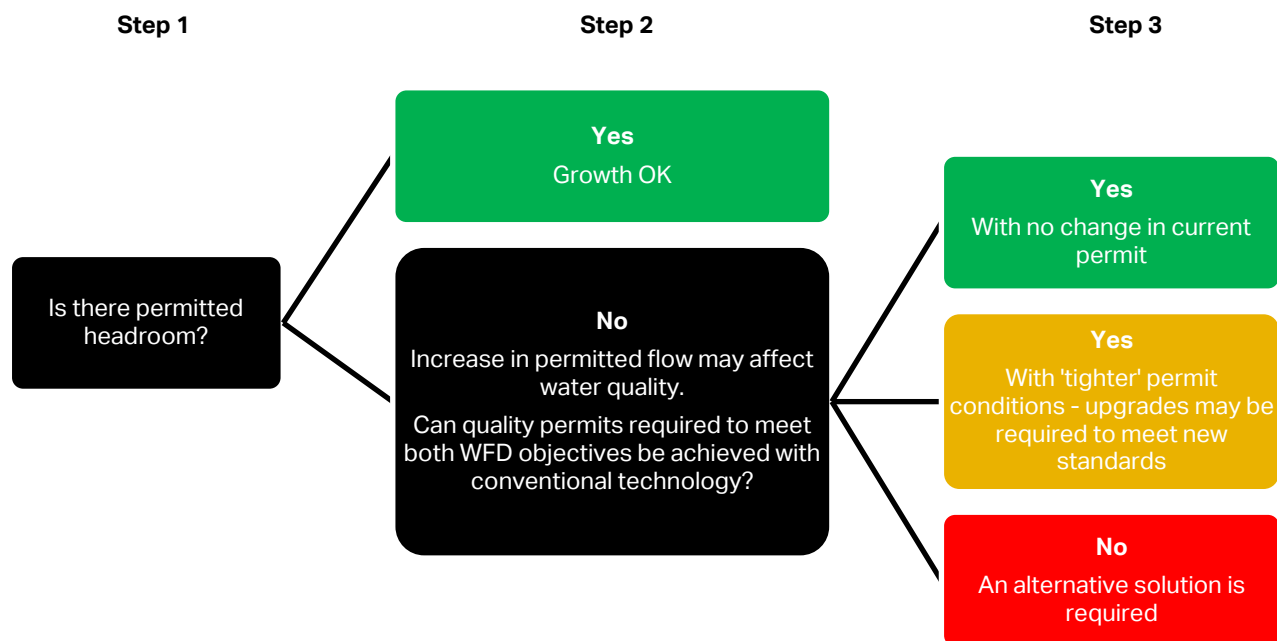 Step 1
Step 2
Step 3
Is there permitted
headroom?
Yes
Growth OK
No
Increase in permitted flow may affect
water quality.
Can quality permits required to meet
both WFD objectives be achieved with
conventional technology?
Yes
With no change in current
permit
Yes
With 'tighter' permit
conditions - upgrades may be
required to meet new
standards
No
An alternative solution is
required